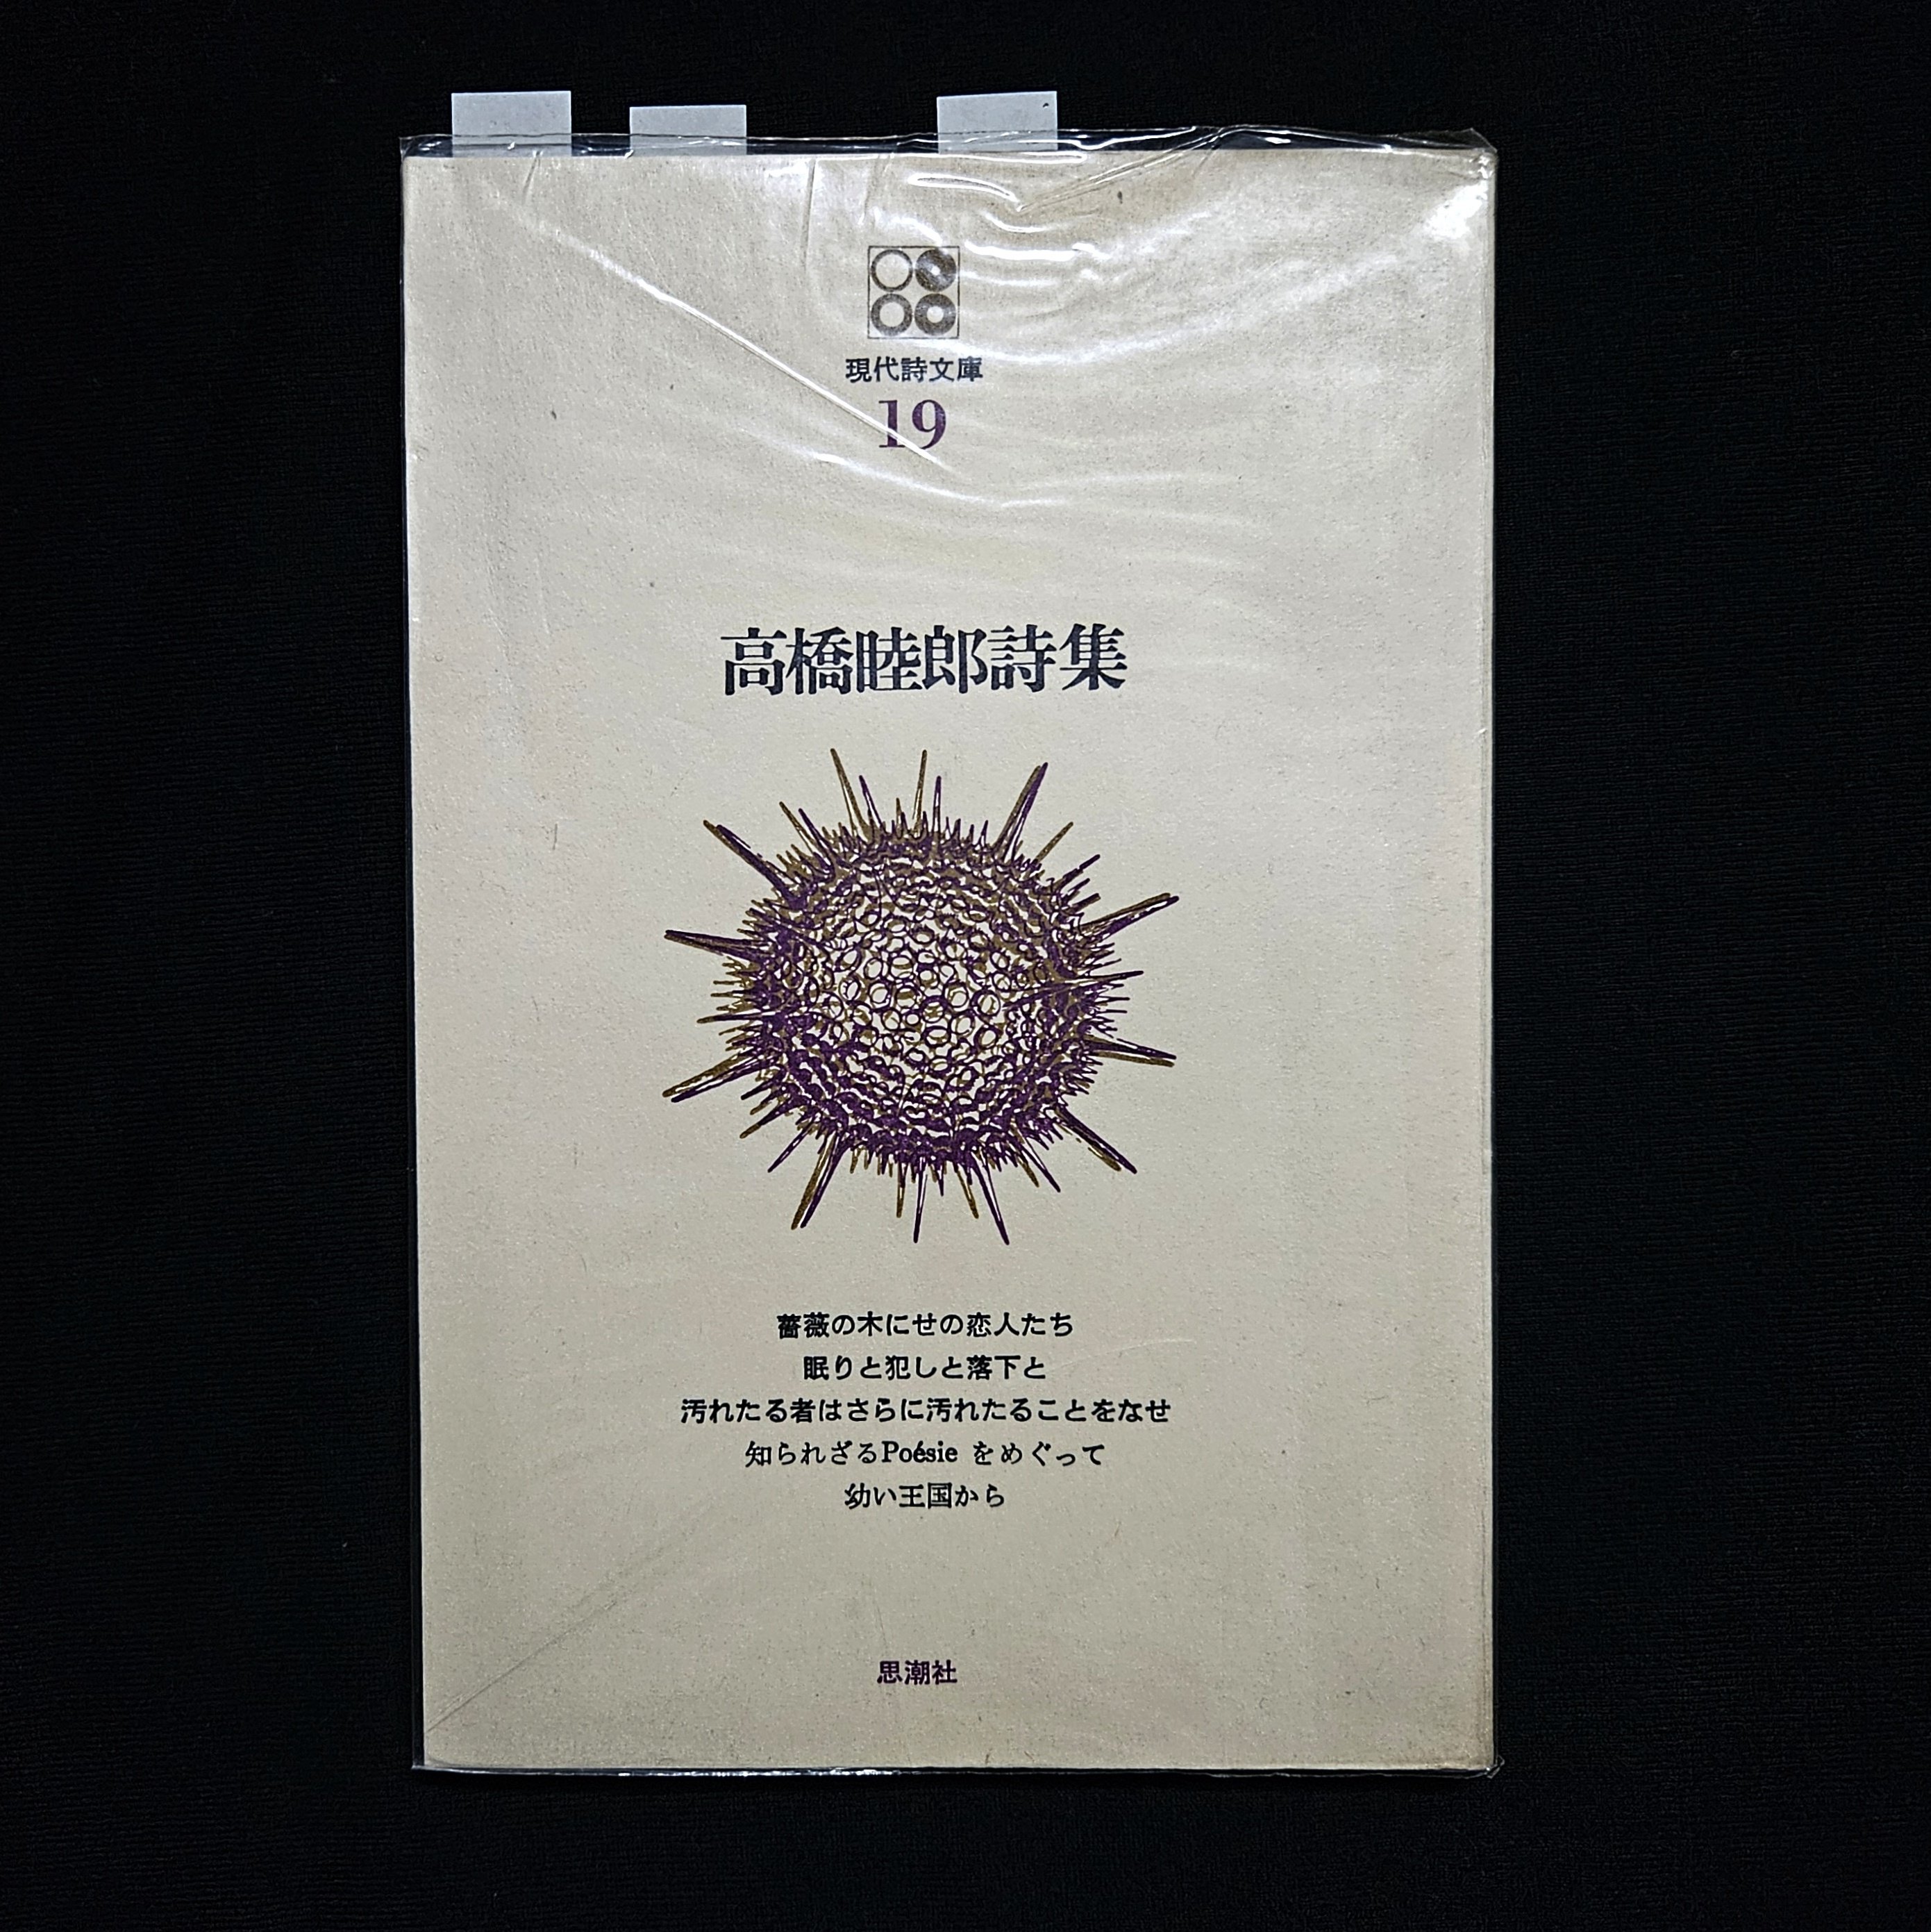 現代詩文庫
19
高橋睦郎詩集
薔薇の木にせの恋人たち
眠りと犯しと落下と
汚れたる者はさらに汚れたることをなせ
知られざるPoésie をめぐって
幼い王国から
思潮社